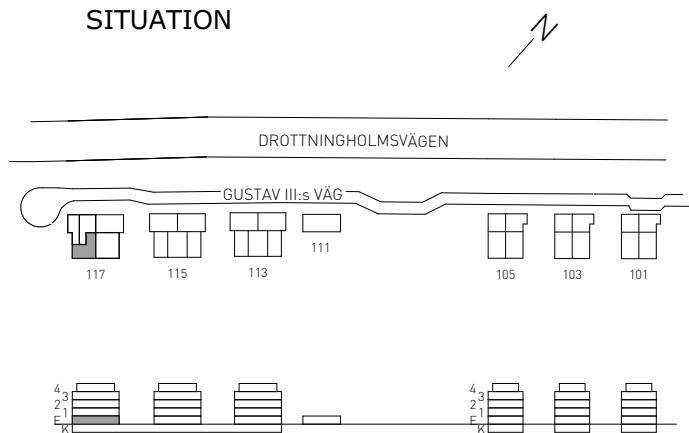 SITUATION
N
DROTTNINGHOLMSVÄGEN
GUSTAV III:s VÄG
111
117 115 113 105 103 101
4
3
2
1
E
K
4
3
2
1
E
K